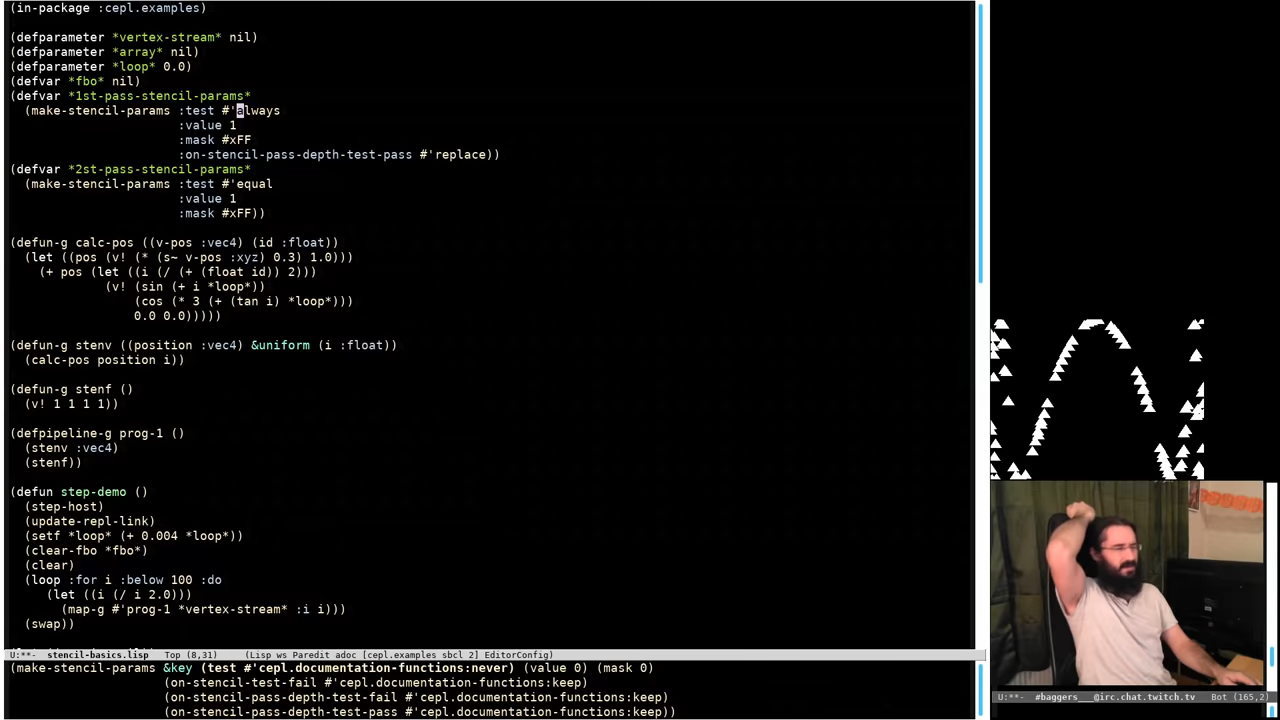 (in-package :cepl.examples)
(defparameter *vertex-stream* nil)
(defparameter *array* nil)
(defparameter *loop* 0.0)
(defvar *fbo* nil)
(defvar *1st-pass-stencil-params*
  (make-stencil-params :test #'always
                       :value 1
                       :mask #xFF
                       :on-stencil-pass-depth-test-pass #'replace))
(defvar *2st-pass-stencil-params*
  (make-stencil-params :test #'equal
                       :value 1
                       :mask #xFF))
(defun-g calc-pos ((v-pos :vec4) (id :float))
  (let ((pos (v! (* (s~ v-pos :xyz) 0.3) 1.0)))
    (+ pos (let ((i (/ (+ (float id)) 2)))
             (v! (sin (+ i *loop*))
                 (cos (* 3 (+ (tan i) *loop*)))
                 0.0 0.0)))))
(defun-g stenv ((position :vec4) &uniform (i :float))
  (calc-pos position i))
(defun-g stenf ()
  (v! 1 1 1 1))
(defpipeline-g prog-1 ()
  (stenv :vec4)
  (stenf))
(defun step-demo ()
  (step-host)
  (update-repl-link)
  (setf *loop* (+ 0.004 *loop*))
  (clear-fbo *fbo*)
  (clear)
  (loop :for i :below 100 :do
     (let ((i (/ i 2.0)))
       (map-g #'prog-1 *vertex-stream* :i i)))
  (swap))
U:**-  stencil-basics.lisp   Top (8,31)     (Lisp ws Paredit adoc [cepl.examples sbcl 2] EditorConfig)
(make-stencil-params &key (test #'cepl.documentation-functions:never) (value 0) (mask 0)
                     (on-stencil-test-fail #'cepl.documentation-functions:keep)
                     (on-stencil-pass-depth-test-fail #'cepl.documentation-functions:keep)
                     (on-stencil-pass-depth-test-pass #'cepl.documentation-functions:keep))
U:**-  #baggers___@irc.chat.twitch.tv   Bot (165,2)